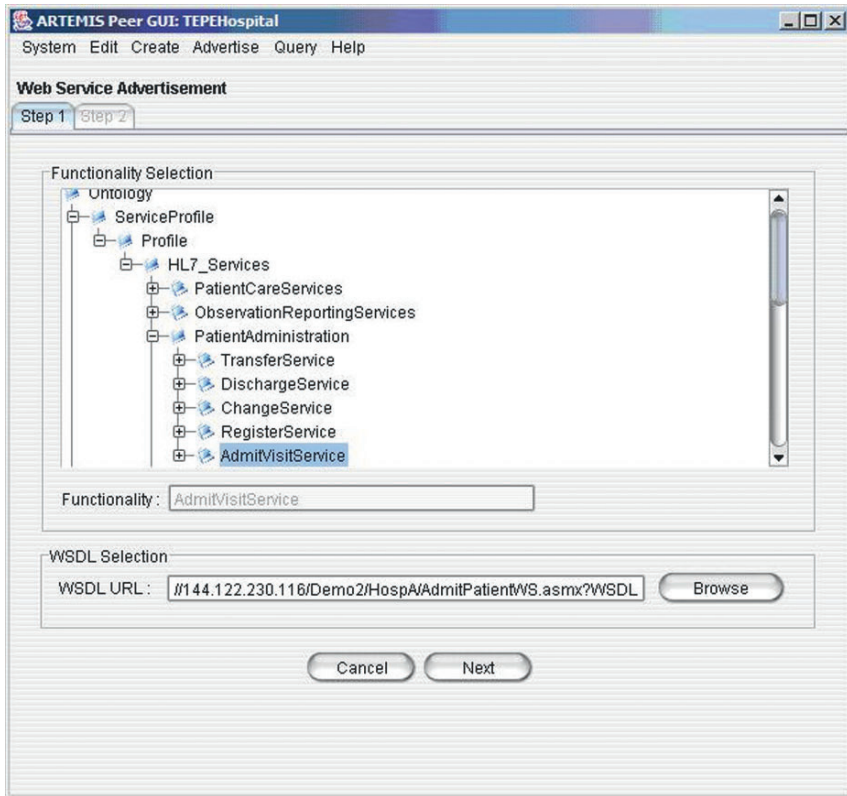 ARTEMIS Peer GUI: TEPEHospital
System Edit Create Advertise Query Help
Web Service Advertisement
Step 1 Step 2
Functionality Selection
Ontology
ServiceProfile
Profile
HL7_Services
PatientCareServices
ObservationReportingServices
PatientAdministration
TransferService
DischargeService
ChangeService
RegisterService
AdmitVisitService
Functionality : AdmitVisitService
WSDL Selection
WSDL URL : //144.122.230.116/Demo2/HospA/AdmitPatientWS.asmx?WSDL Browse
Cancel Next